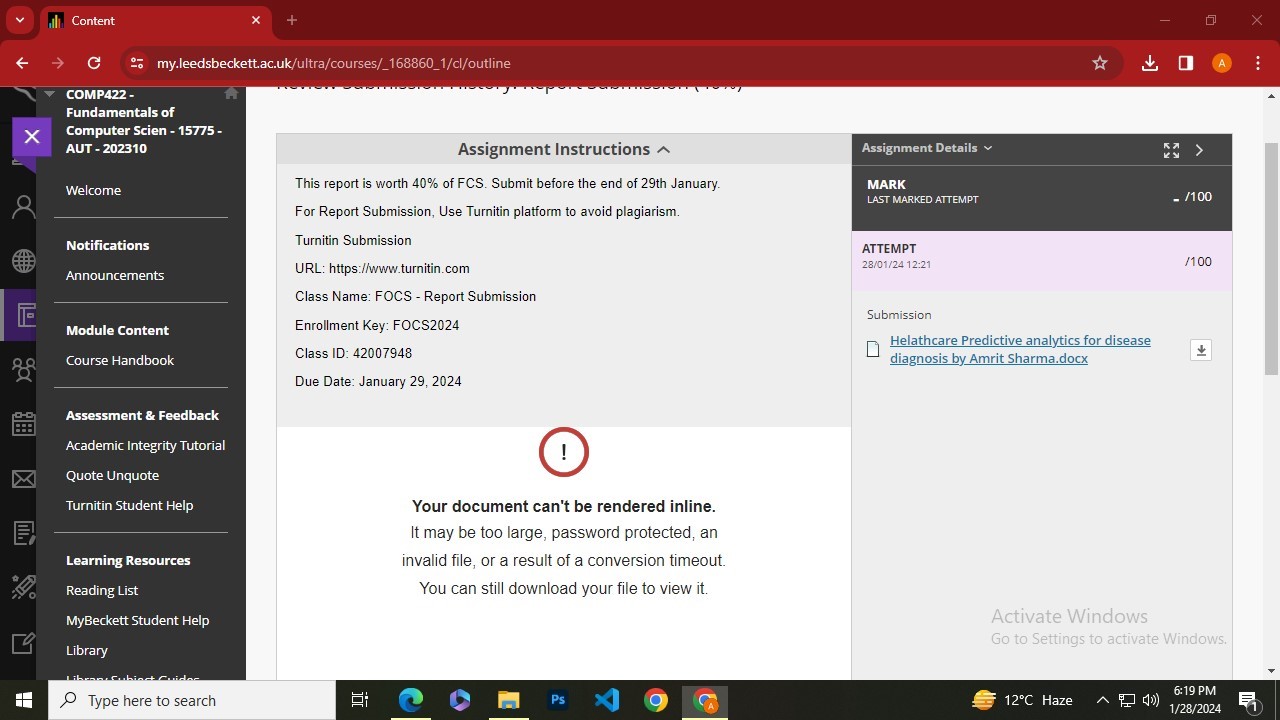 Content
my.leedsbeckett.ac.uk/ultra/courses/_168860_1/cl/outline
A
COMP422 -
Fundamentals of
Computer Scien - 15775 -
AUT - 202310
Welcome
Notifications
Announcements
Module Content
Course Handbook
Assessment & Feedback
Academic Integrity Tutorial
Quote Unquote
Turnitin Student Help
Learning Resources
Reading List
MyBeckett Student Help
Library
Library Subject Guides
Review Submission History: Report Submission (40%)
Assignment Instructions
This report is worth 40% of FCS. Submit before the end of 29th January.
For Report Submission, Use Turnitin platform to avoid plagiarism.
Turnitin Submission
URL: https://www.turnitin.com
Class Name: FOCS - Report Submission
Enrollment Key: FOCS2024
Class ID: 42007948
Due Date: January 29, 2024
!
Your document can't be rendered inline.
It may be too large, password protected, an
invalid file, or a result of a conversion timeout.
You can still download your file to view it.
Assignment Details
MARK
LAST MARKED ATTEMPT
- /100
ATTEMPT
28/01/24 12:21
/100
Submission
Helathcare Predictive analytics for disease
diagnosis by Amrit Sharma.docx
Activate Windows
Go to Settings to activate Windows.
Type here to search
Ps
A
12°C Haze
6:19 PM
1/28/2024
1